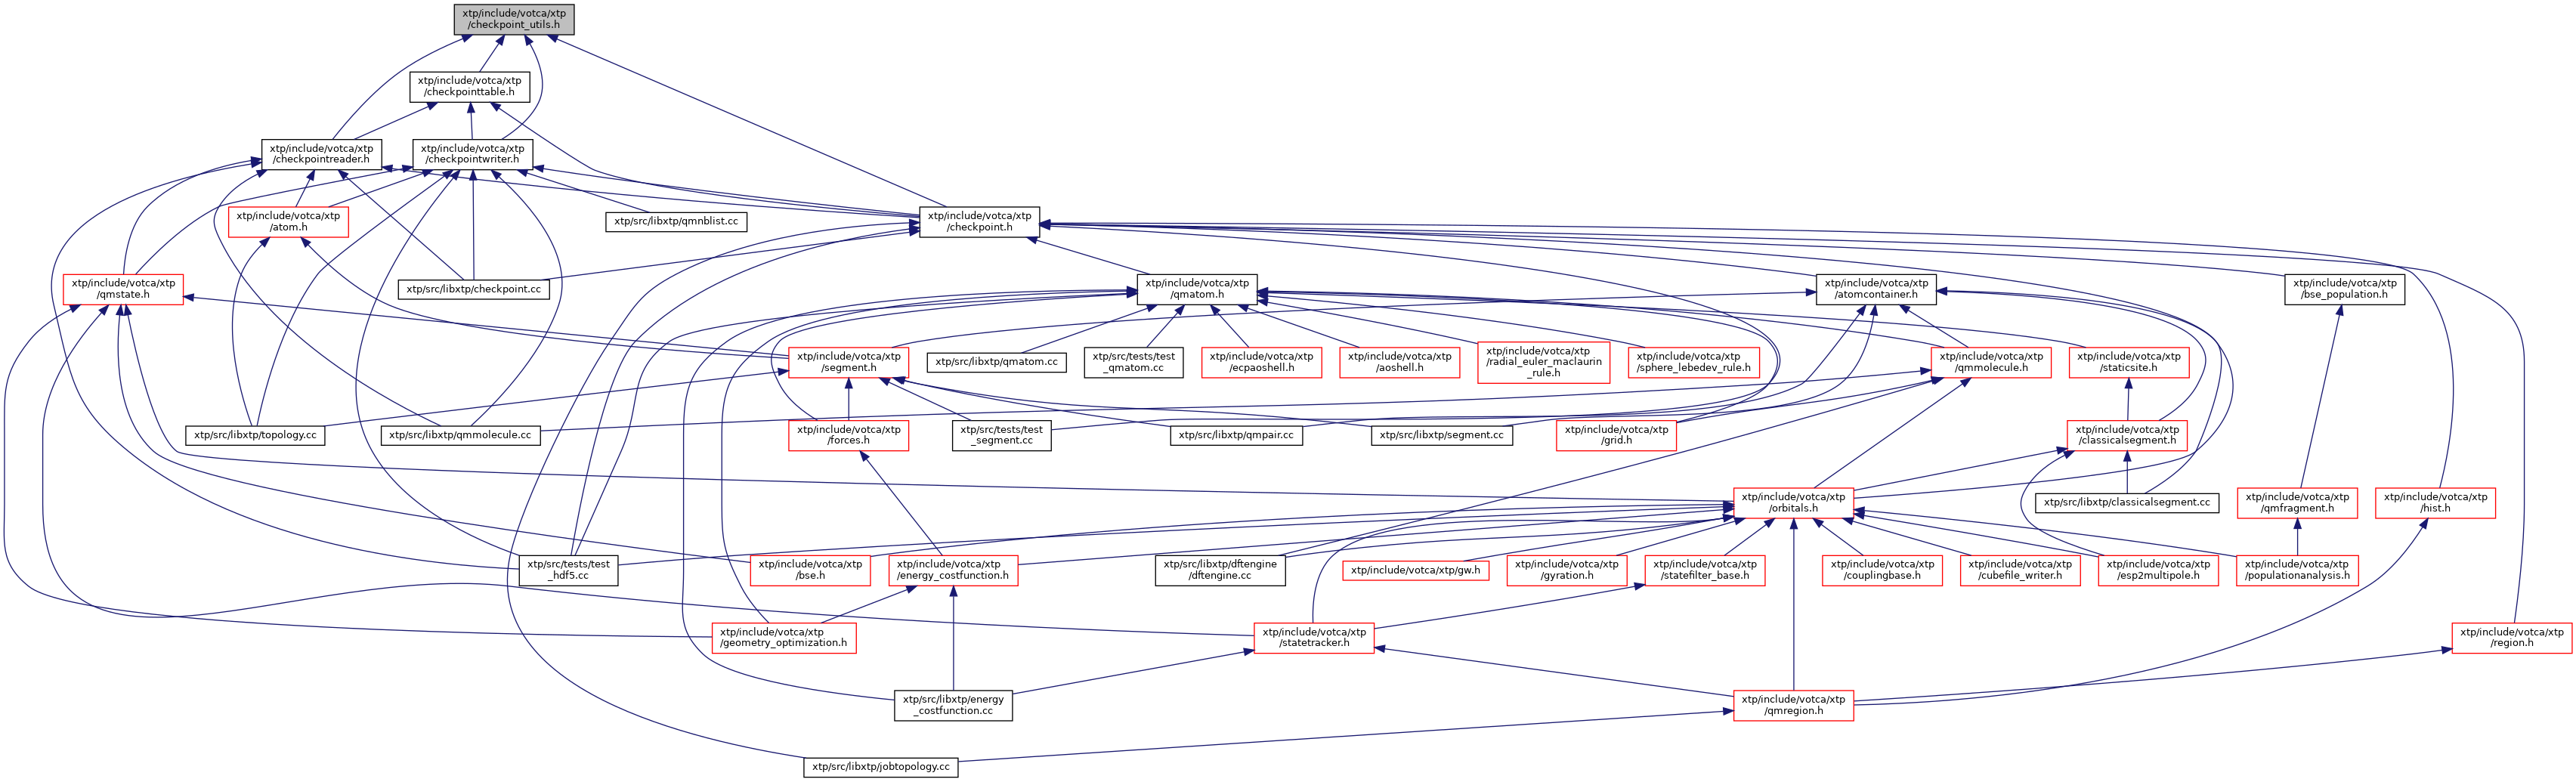 xtp/include/votca/xtp
/checkpoint_utils.h
xtp/include/votca/xtp
/checkpointtable.h
xtp/include/votca/xtp
/checkpointreader.h
xtp/include/votca/xtp
/checkpointwriter.h
xtp/include/votca/xtp
/atom.h
xtp/src/libxtp/qmnblist.cc
xtp/include/votca/xtp
/checkpoint.h
xtp/include/votca/xtp
/qmstate.h
xtp/src/libxtp/checkpoint.cc
xtp/include/votca/xtp
/qmatom.h
xtp/include/votca/xtp
/atomcontainer.h
xtp/include/votca/xtp
/bse_population.h
xtp/include/votca/xtp
/segment.h
xtp/src/libxtp/qmatom.cc
xtp/src/tests/test
_qmatom.cc
xtp/include/votca/xtp
/ecpaoshell.h
xtp/include/votca/xtp
/aoshell.h
xtp/include/votca/xtp
/radial_euler_maclaurin
_rule.h
xtp/include/votca/xtp
/sphere_lebedev_rule.h
xtp/include/votca/xtp
/qmmolecule.h
xtp/include/votca/xtp
/staticsite.h
xtp/src/libxtp/topology.cc
xtp/src/libxtp/qmmolecule.cc
xtp/include/votca/xtp
/forces.h
xtp/src/tests/test
_segment.cc
xtp/src/libxtp/qmpair.cc
xtp/src/libxtp/segment.cc
xtp/include/votca/xtp
/grid.h
xtp/include/votca/xtp
/classicalsegment.h
xtp/include/votca/xtp
/orbitals.h
xtp/src/libxtp/classicalsegment.cc
xtp/include/votca/xtp
/qmfragment.h
xtp/include/votca/xtp
/hist.h
xtp/src/tests/test
_hdf5.cc
xtp/include/votca/xtp
/bse.h
xtp/include/votca/xtp
/energy_costfunction.h
xtp/src/libxtp/dftengine
/dftengine.cc
xtp/include/votca/xtp/gw.h
xtp/include/votca/xtp
/gyration.h
xtp/include/votca/xtp
/statefilter_base.h
xtp/include/votca/xtp
/couplingbase.h
xtp/include/votca/xtp
/cubefile_writer.h
xtp/include/votca/xtp
/esp2multipole.h
xtp/include/votca/xtp
/populationanalysis.h
xtp/include/votca/xtp
/geometry_optimization.h
xtp/include/votca/xtp
/statetracker.h
xtp/include/votca/xtp
/region.h
xtp/src/libxtp/energy
_costfunction.cc
xtp/include/votca/xtp
/qmregion.h
xtp/src/libxtp/jobtopology.cc